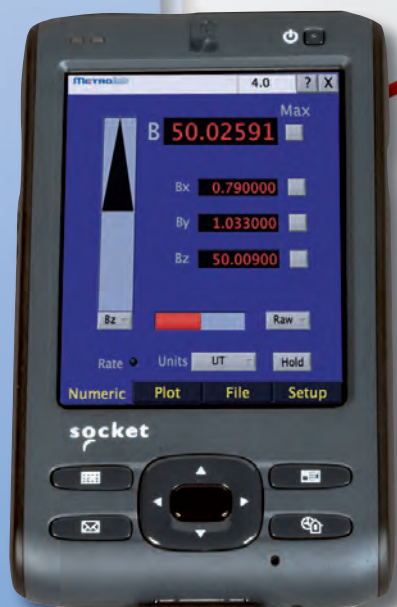 METROLAB 4.0 ? X
Max
B 50.02591
Bx 0.790000
By 1.033000
Bz 50.00900
Bz Raw
Rate Units UT Hold
Numeric Plot File Setup
socket